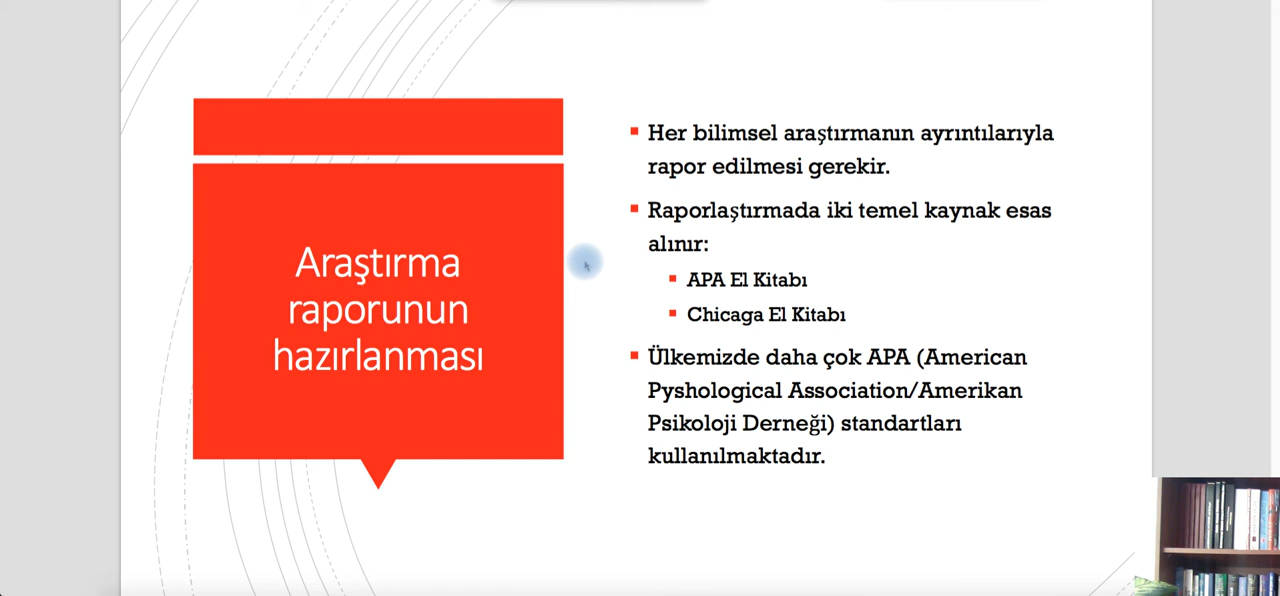 Araştırma
raporunun
hazırlanması
Her bilimsel araştırmanın ayrıntılarıyla
rapor edilmesi gerekir.
Raporlaştırmada iki temel kaynak esas
alınır:
APA El Kitabı
Chicaga El Kitabı
Ülkemizde daha çok APA (American
Pyshological Association/Amerikan
Psikoloji Derneği) standartları
kullanılmaktadır.